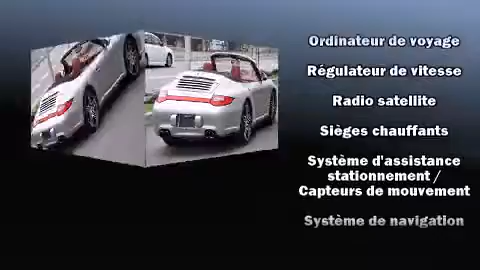 Ordinateur de voyage
Régulateur de vitesse
Radio satellite
Sièges chauffants
Système d'assistance
stationnement /
Capteurs de mouvement
Système de navigation